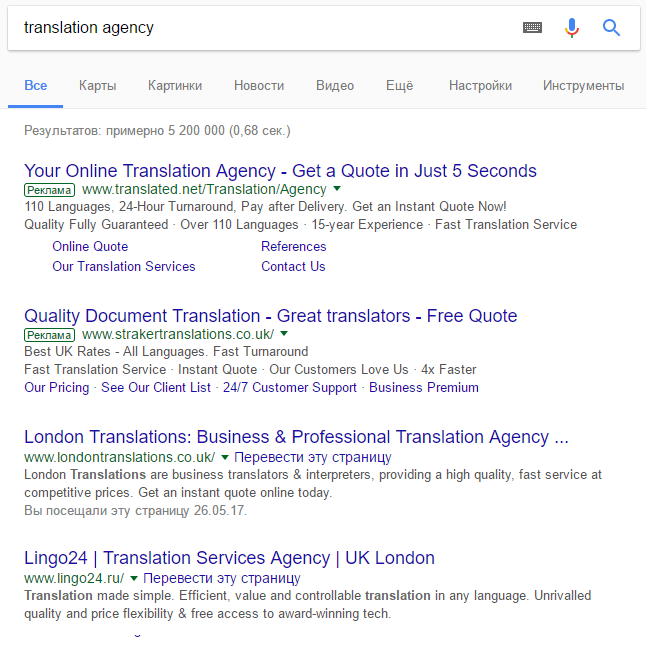 translation agency
Все Карты Картинки Новости Видео Ещё Настройки Инструменты
Результатов: примерно 5 200 000 (0,68 сек.)
Your Online Translation Agency - Get a Quote in Just 5 Seconds
Реклама www.translated.net/Translation/Agency
110 Languages, 24-Hour Turnaround, Pay after Delivery. Get an Instant Quote Now!
Quality Fully Guaranteed · Over 110 Languages · 15-year Experience · Fast Translation Service
Online Quote References
Our Translation Services Contact Us
Quality Document Translation - Great translators - Free Quote
Реклама www.strakertranslations.co.uk/
Best UK Rates - All Languages. Fast Turnaround
Fast Translation Service · Instant Quote · Our Customers Love Us · 4x Faster
Our Pricing · See Our Client List · 24/7 Customer Support · Business Premium
London Translations: Business & Professional Translation Agency ...
www.londontranslations.co.uk/ Перевести эту страницу
London Translations are business translators & interpreters, providing a high quality, fast service at
competitive prices. Get an instant quote online today.
Вы посещали эту страницу 26.05.17.
Lingo24 | Translation Services Agency | UK London
www.lingo24.ru/ Перевести эту страницу
Translation made simple. Efficient, value and controllable translation in any language. Unrivalled
quality and price flexibility & free access to award-winning tech.